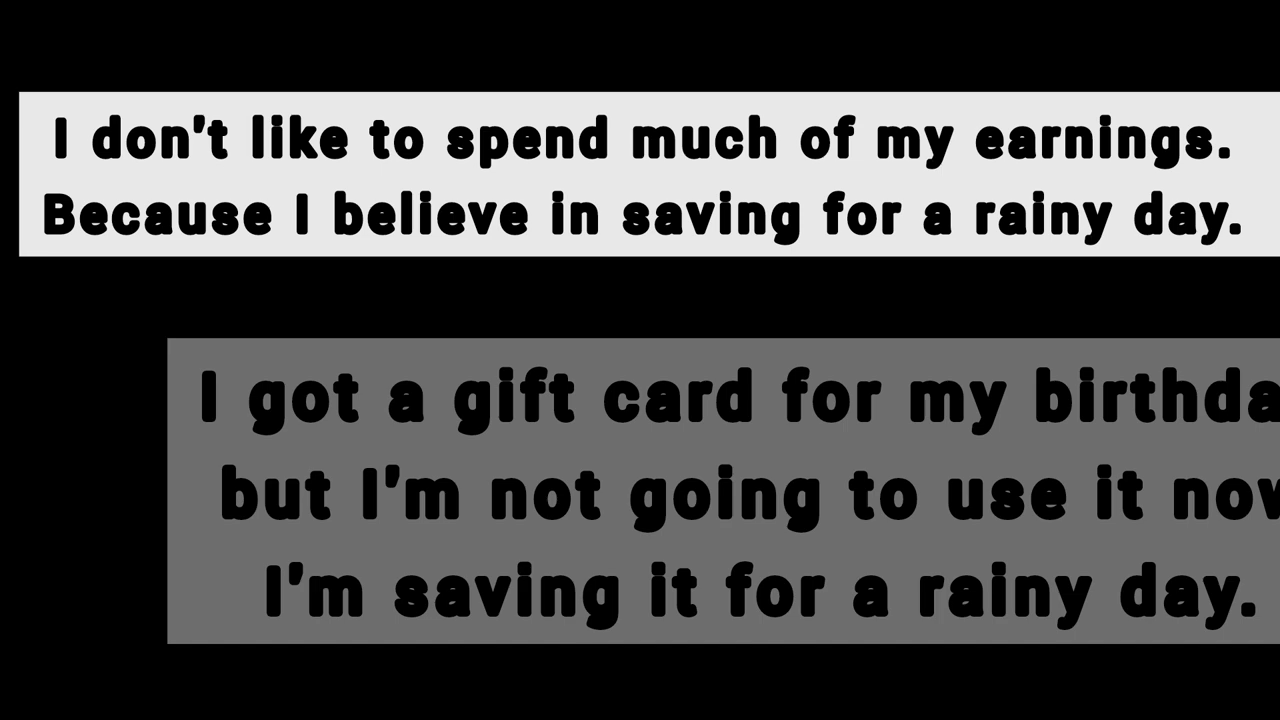 I don't like to spend much of my earnings.
Because I believe in saving for a rainy day.
I got a gift card for my
but I'm not going to use it
I'm saving it for a rainy day.